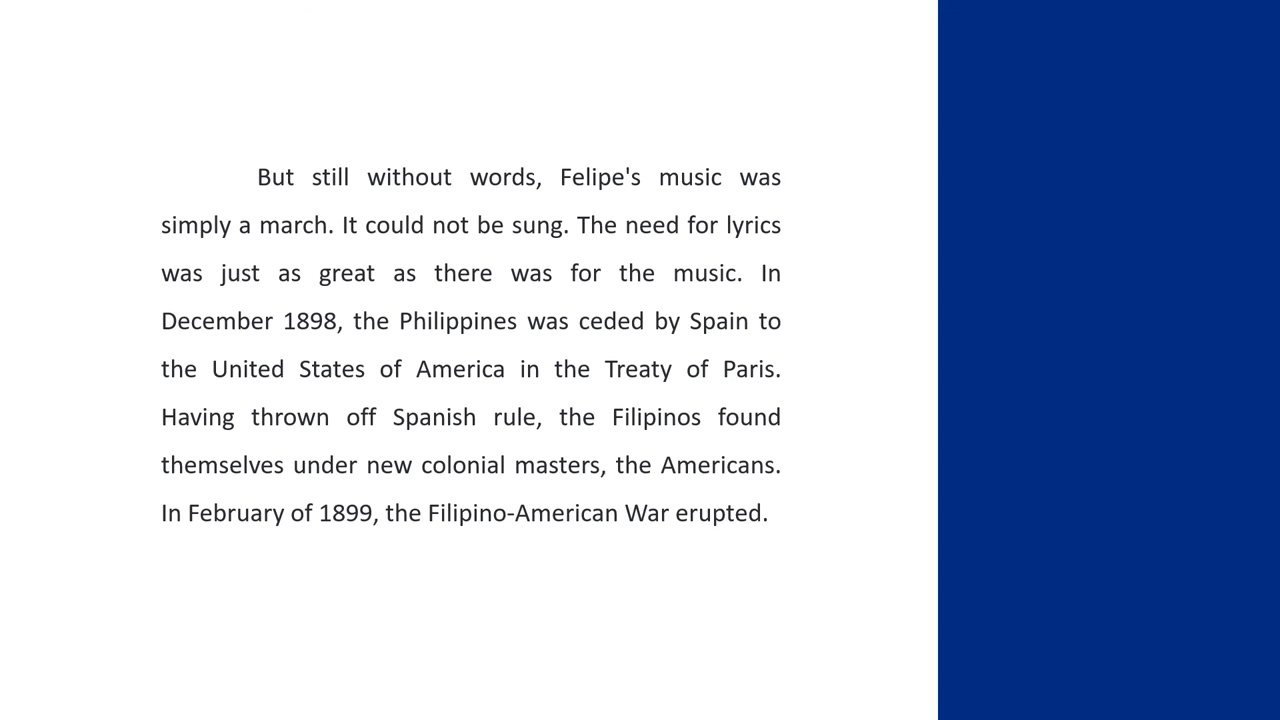 But still without words, Felipe's music was
simply a march. It could not be sung. The need for lyrics
was just as great as there was for the music. In
December 1898, the Philippines was ceded by Spain to
the United States of America in the Treaty of Paris.
Having thrown off Spanish rule, the Filipinos found
themselves under new colonial masters, the Americans.
In February of 1899, the Filipino-American War erupted.